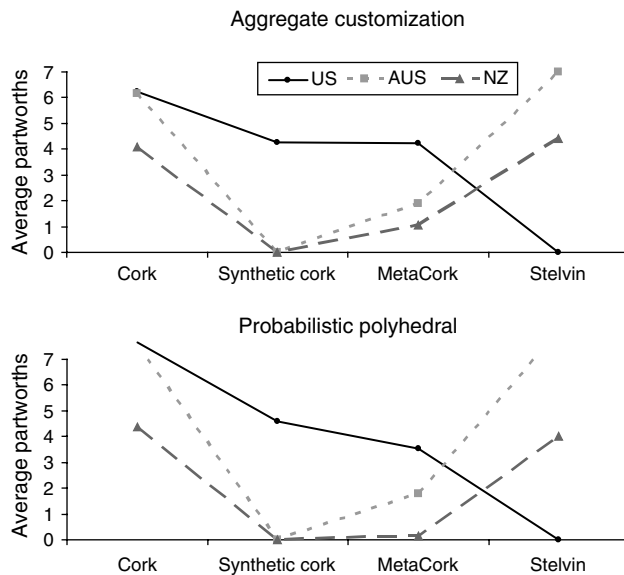 Aggregate customization
Average partworths
7
6
5
4
3
2
1
0
US AUS NZ
Cork Synthetic cork MetaCork Stelvin
Probabilistic polyhedral
Average partworths
7
6
5
4
3
2
1
0
Cork Synthetic cork MetaCork Stelvin